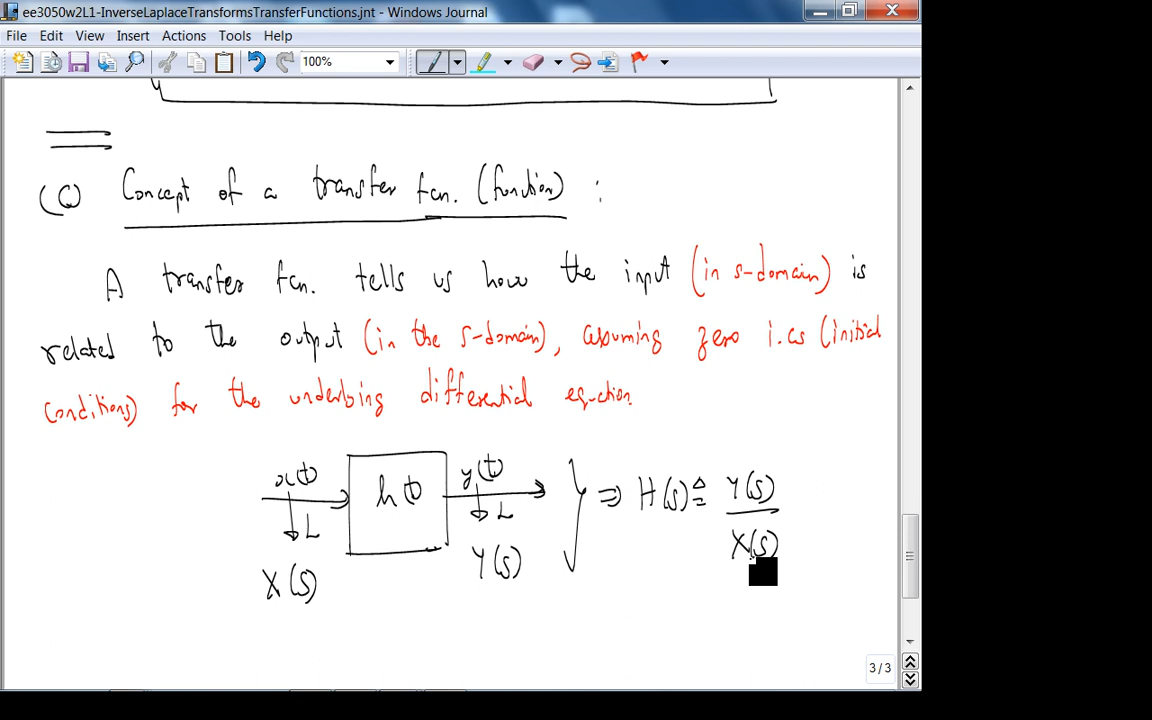 ee3050w2L1-InverseLaplaceTransformsTransferFunctions.jnt - Windows Journal
File Edit View Insert Actions Tools Help
100%
(C) Concept of a transfer fcn. (function) :
A transfer fcn. tells us how the input (in s-domain) is
related to the output (in the s-domain), assuming zero i.cs (initial
conditions) for the underlying differential equation
x(t) h(t) y(t) ⇒ H(s) ≜ Y(s)
L L X(s)
X(s) Y(s)
3/3